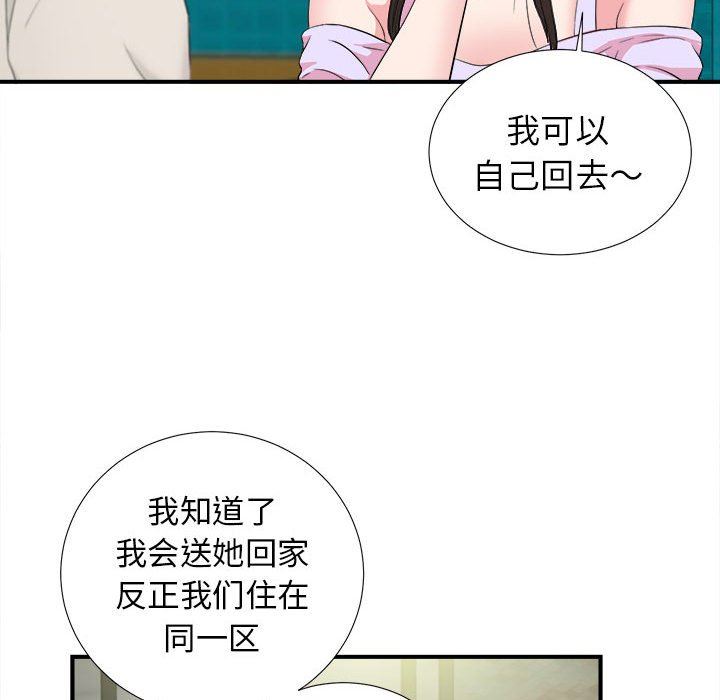 我可以
自己回去～
我知道了
我会送她回家
反正我们住在
同一区